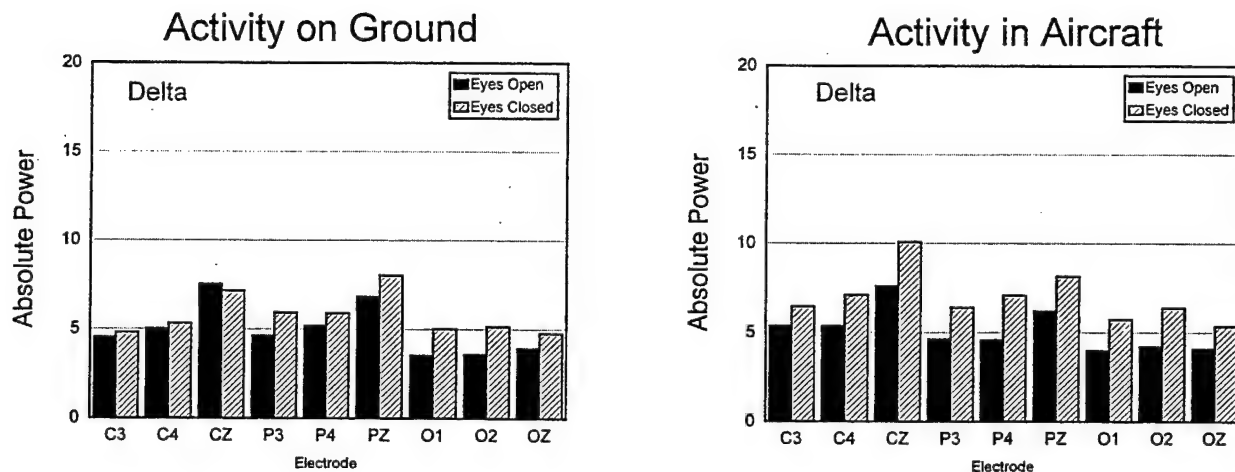 Activity on Ground
20
15
10
5
0
Absolute Power
Delta
Eyes Open
Eyes Closed
C3 C4 CZ P3 P4 PZ O1 O2 OZ
Electrode
Activity in Aircraft
20
15
10
5
0
Absolute Power
Delta
Eyes Open
Eyes Closed
C3 C4 CZ P3 P4 PZ O1 O2 OZ
Electrode